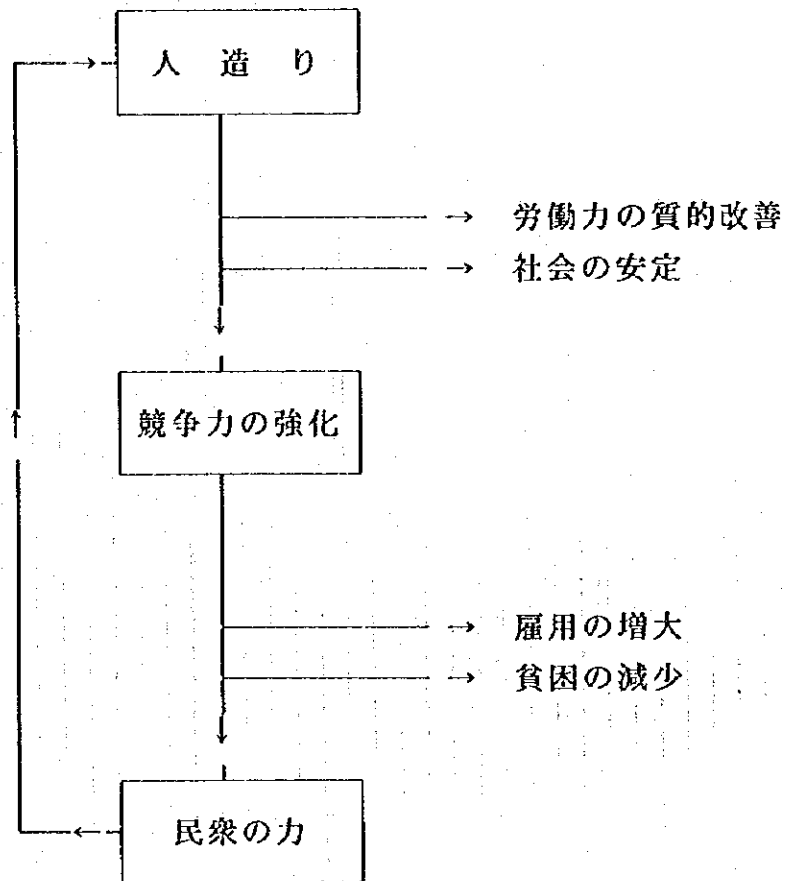 人造り
労働力の質的改善
社会の安定
競争力の強化
雇用の増大
貧困の減少
民衆の力